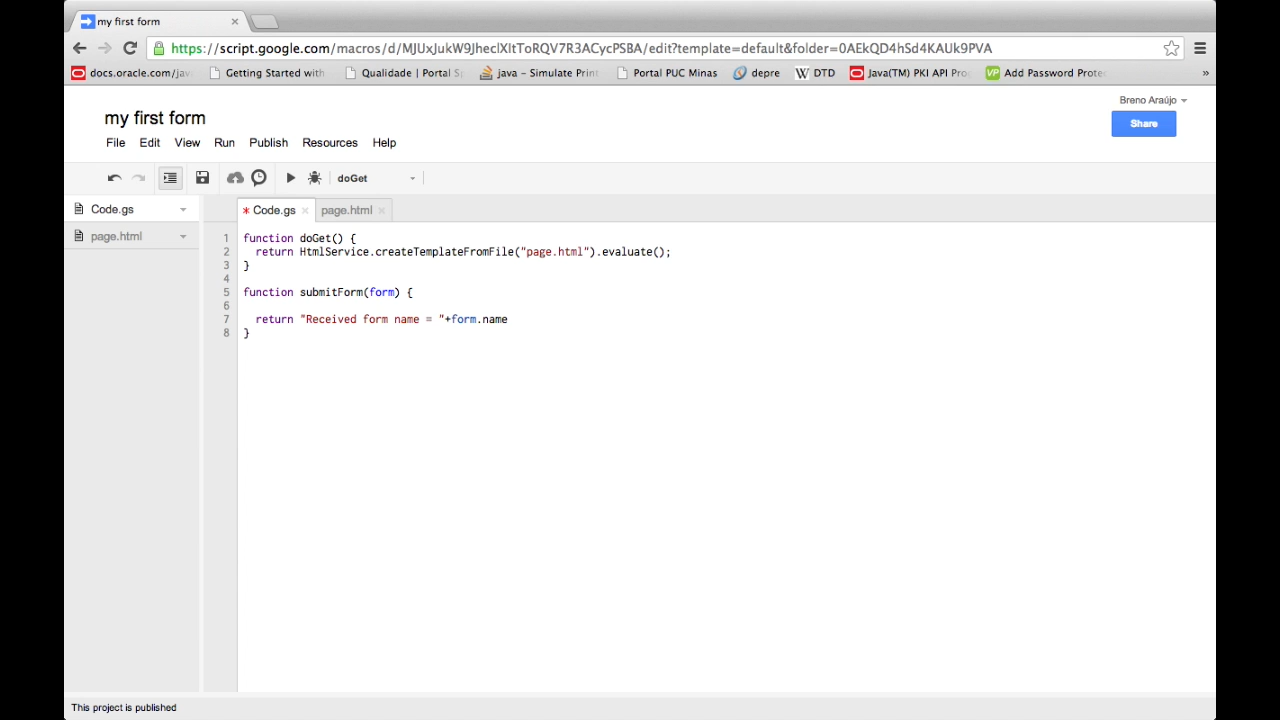 my first form
https://script.google.com/macros/d/MJUxJukW9JheclXItToRQV7R3ACycPSBA/edit?template=default&folder=0AEkQD4hSd4KAUk9PVA
docs.oracle.com/jav Getting Started with Qualidade | Portal S java – Simulate Prin Portal PUC Minas depre W DTD Java(TM) PKI API Pro VP Add Password Prote »
Breno Araújo
my first form
Share
File Edit View Run Publish Resources Help
doGet
Code.gs * Code.gs page.html
page.html
1 function doGet() {
2 return HtmlService.createTemplateFromFile("page.html").evaluate();
3 }
4
5 function submitForm(form) {
6
7 return "Received form name = "+form.name
8 }
This project is published